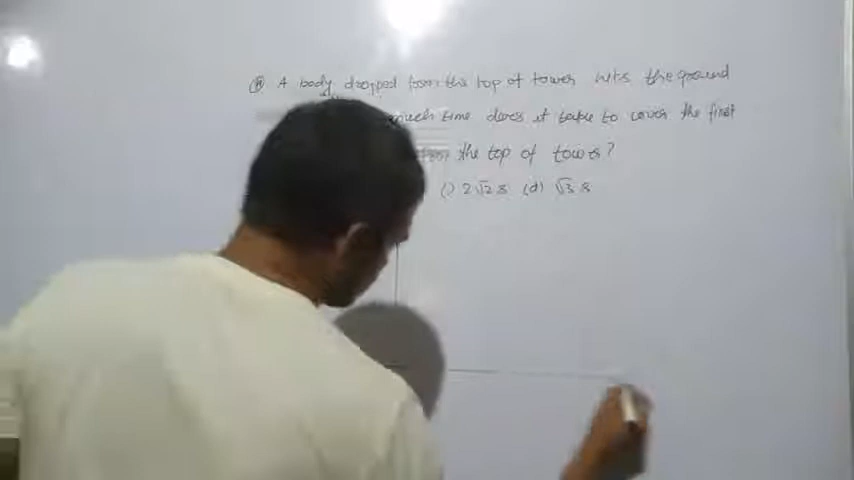 A body dropped from the top of tower hits the ground
much time does it take to cover the first
from the top of tower?
(c) 2√2 s (d) √3 s